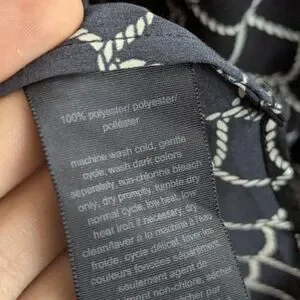 100% polyester/ polyester/
poliéster
machine wash cold, gentle
cycle, wash dark colors
separately, non-chlorine bleach
only, dry promptly, tumble dry
normal cycle, low heat, low
heat iron if necessary, dry
clean/laver à la machine à l'eau
froide, cycle délicat, laver les
couleurs foncées séparément,
seulement agent de